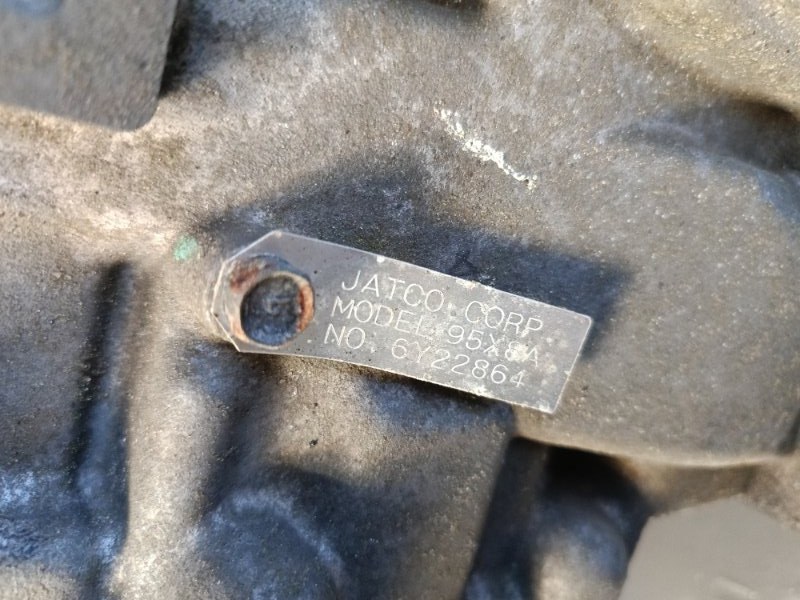 JATCO CORP
MODEL 95X8A
NO. 6Y22864